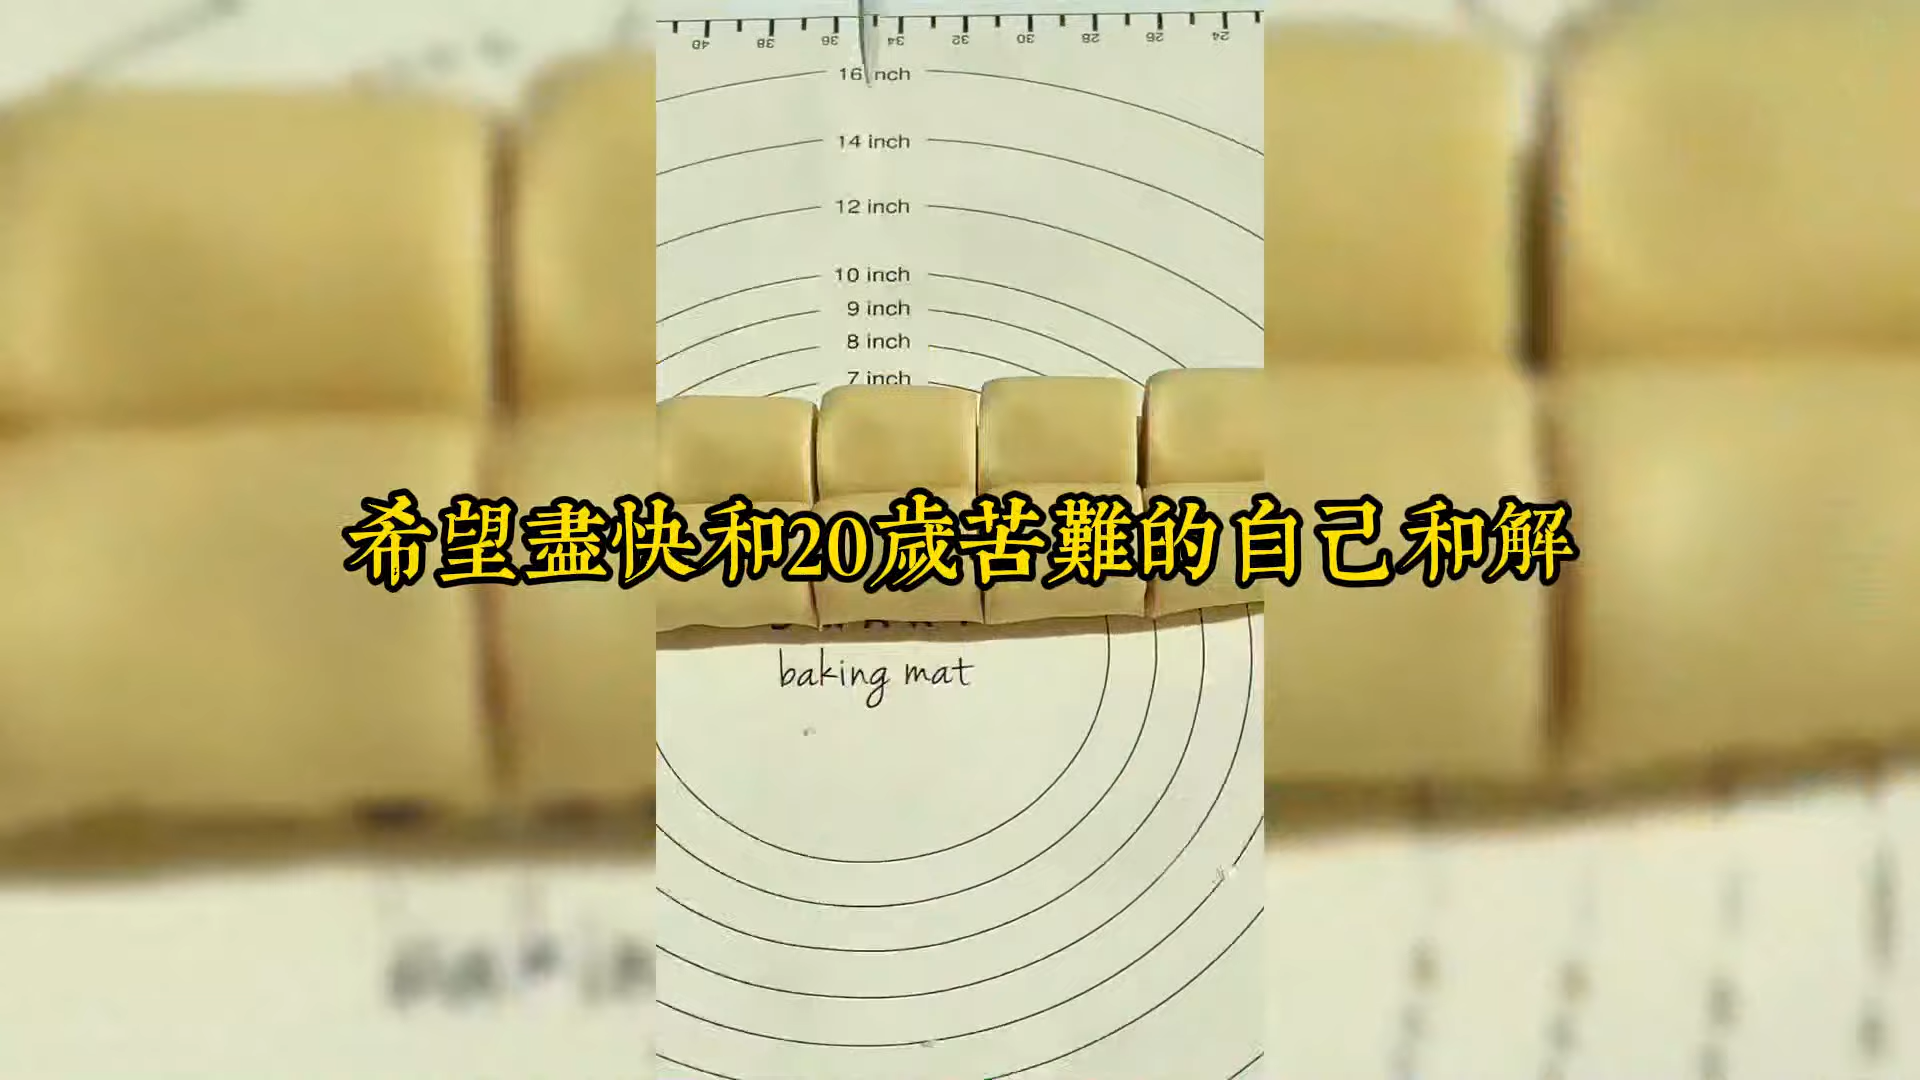 40 38 36 34 32 30 28 26 24
16 inch
14 inch
12 inch
10 inch
9 inch
8 inch
7 inch
希望盡快和20歲苦難的自己和解
baking mat